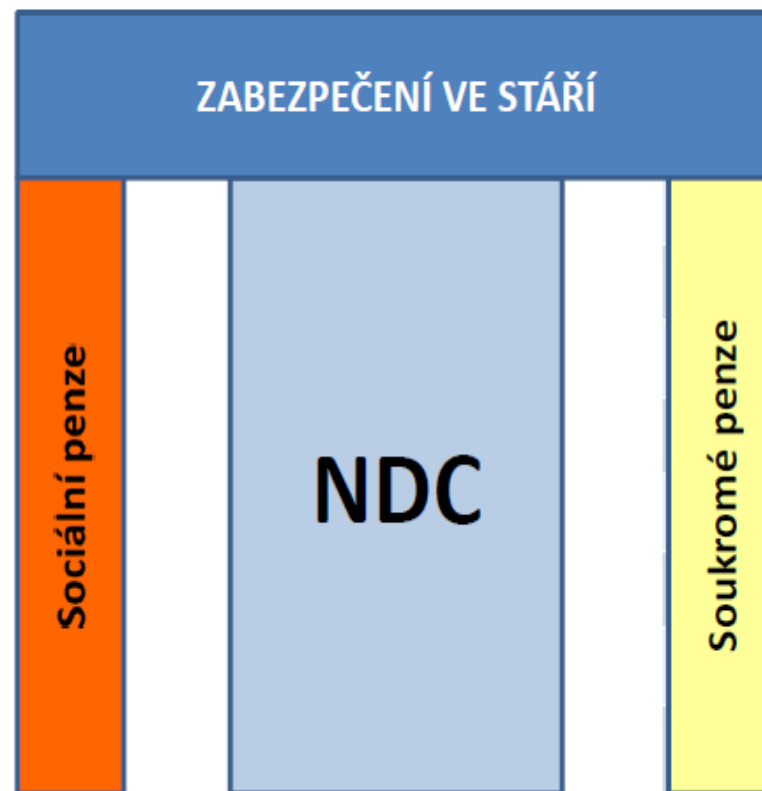 ZABEZPEČENÍ VE STÁŘÍ
Sociální penze
NDC
Soukromé penze